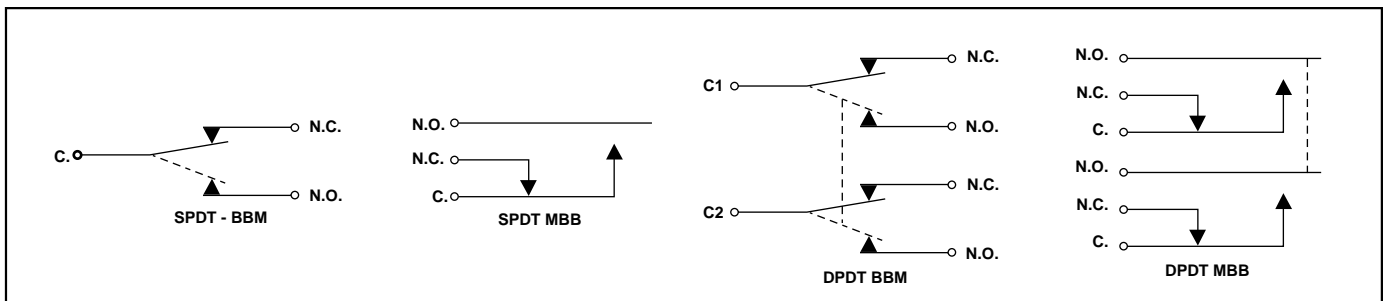 C.
N.C.
N.O.
SPDT - BBM
N.O.
N.C.
C.
SPDT MBB
C1
N.C.
N.O.
C2
N.C.
N.O.
DPDT BBM
N.O.
N.C.
C.
N.O.
N.C.
C.
DPDT MBB